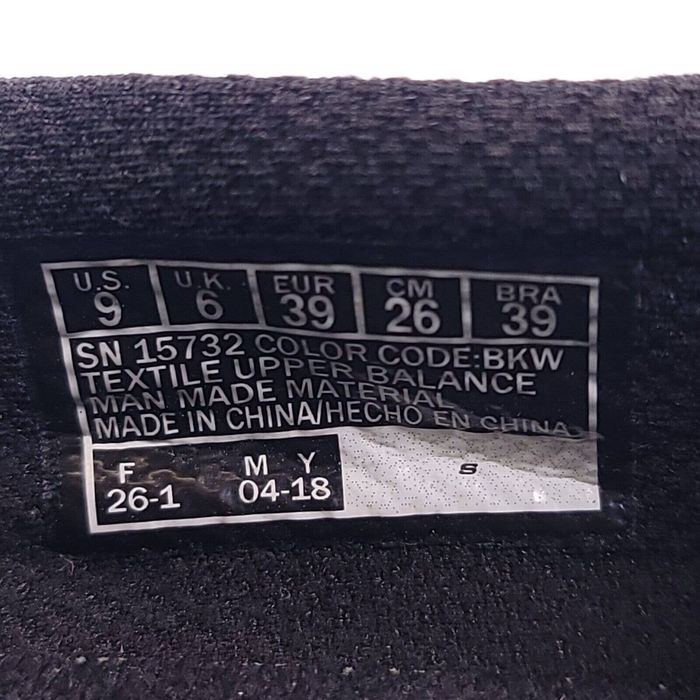 U.S. U.K. EUR CM BRA
9 6 39 26 39
SN 15732 COLOR CODE:BKW
TEXTILE UPPER BALANCE
MAN MADE MATERIAL
MADE IN CHINA/HECHO EN CHINA
F M Y
26-1 04-18
S